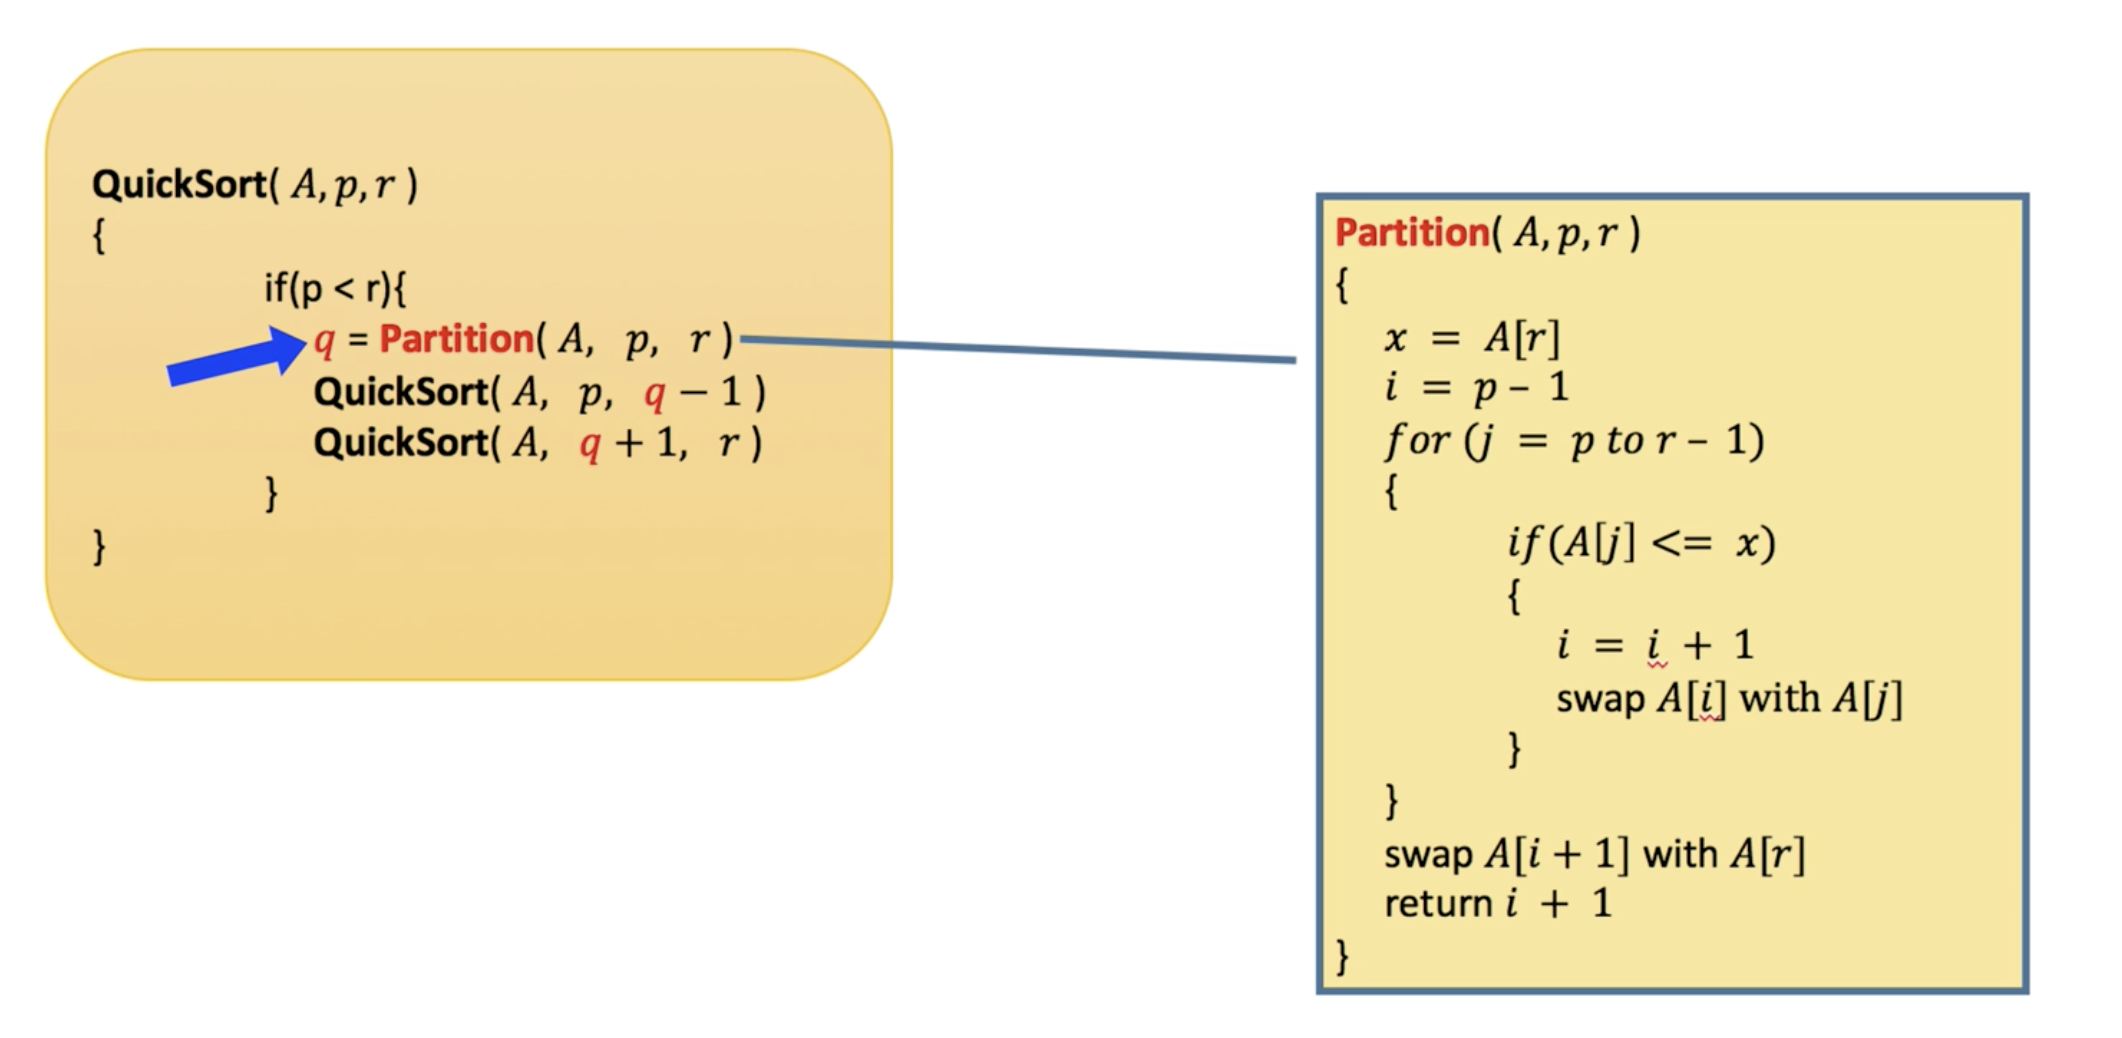 QuickSort( A, p, r )
{
if(p < r){
q = Partition( A, p, r )
QuickSort( A, p, q − 1 )
QuickSort( A, q + 1, r )
}
}
Partition( A, p, r )
{
x = A[r]
i = p – 1
for (j = p to r – 1)
{
if(A[j] <= x)
{
i = i + 1
swap A[i] with A[j]
}
}
swap A[i + 1] with A[r]
return i + 1
}